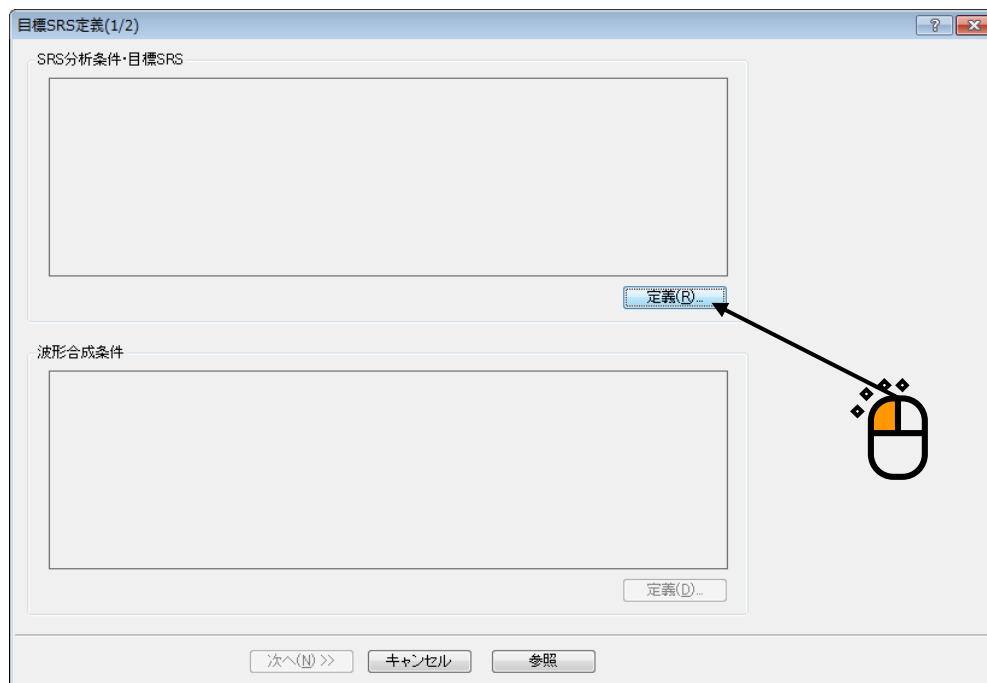 目標SRS定義(1/2)
SRS分析条件・目標SRS
定義(R)...
波形合成条件
定義(D)...
次へ(N) >>
キャンセル
参照